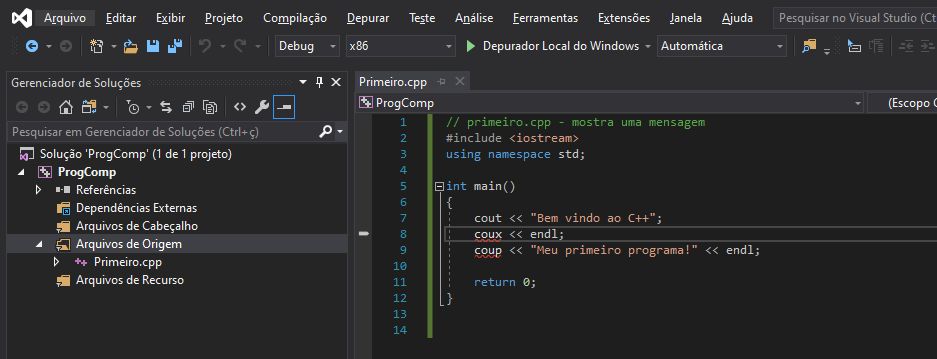 Arquivo Editar Exibir Projeto Compilação Depurar Teste Análise Ferramentas Extensões Janela Ajuda Pesquisar no Visual Studio (Ct
Debug x86 Depurador Local do Windows Automática
Gerenciador de Soluções
Pesquisar em Gerenciador de Soluções (Ctrl+ç)
Solução 'ProgComp' (1 de 1 projeto)
ProgComp
Referências
Dependências Externas
Arquivos de Cabeçalho
Arquivos de Origem
Primeiro.cpp
Arquivos de Recurso
Primeiro.cpp
ProgComp (Escopo G
1 // primeiro.cpp - mostra uma mensagem
2 #include <iostream>
3 using namespace std;
4
5 int main()
6 {
7 cout << "Bem vindo ao C++";
8 coux << endl;
9 coup << "Meu primeiro programa!" << endl;
10
11 return 0;
12 }
13
14